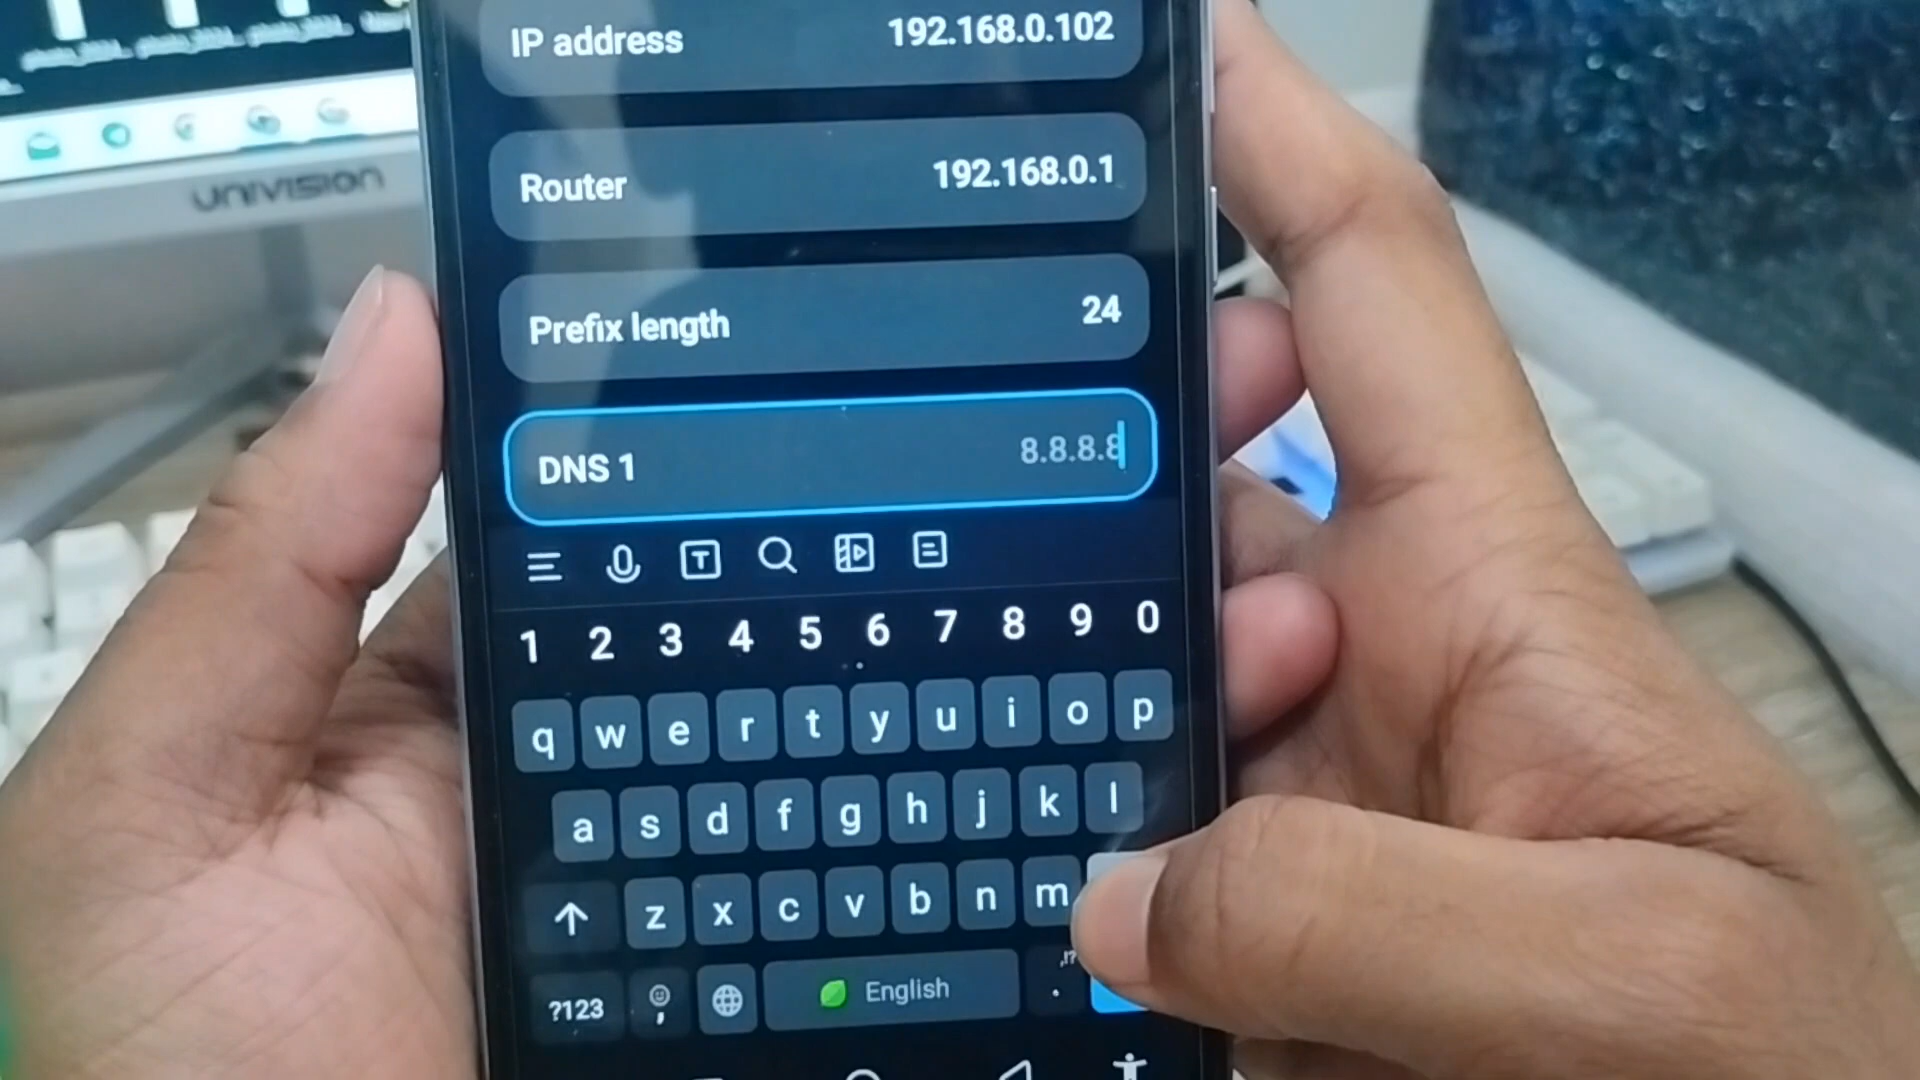 UNIVISION
IP address 192.168.0.102
Router 192.168.0.1
Prefix length 24
DNS 1 8.8.8.8
T
1 2 3 4 5 6 7 8 9 0
q w e r t y u i o p
a s d f g h j k l
z x c v b n m
,!?
?123 , English .